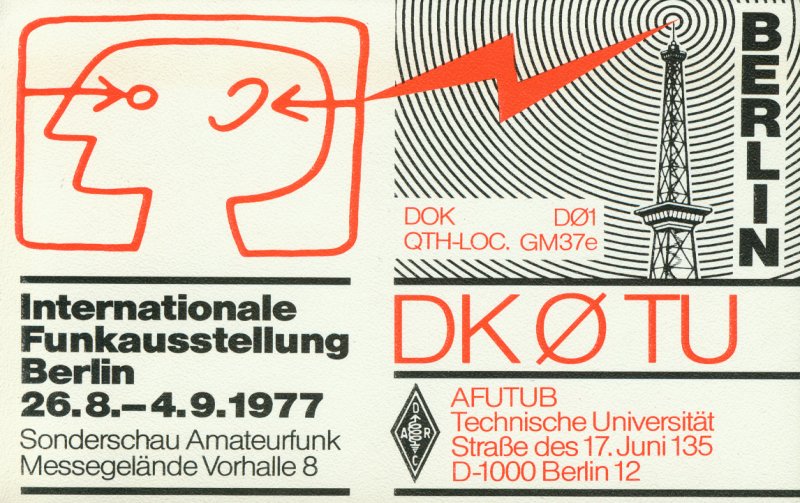 Internationale
Funkausstellung
Berlin
26.8.–4.9.1977
Sonderschau Amateurfunk
Messegelände Vorhalle 8
BERLIN
DOK DØ1
QTH-LOC. GM37e
DK Ø TU
D
A R
C
AFUTUB
Technische Universität
Straße des 17. Juni 135
D-1000 Berlin 12